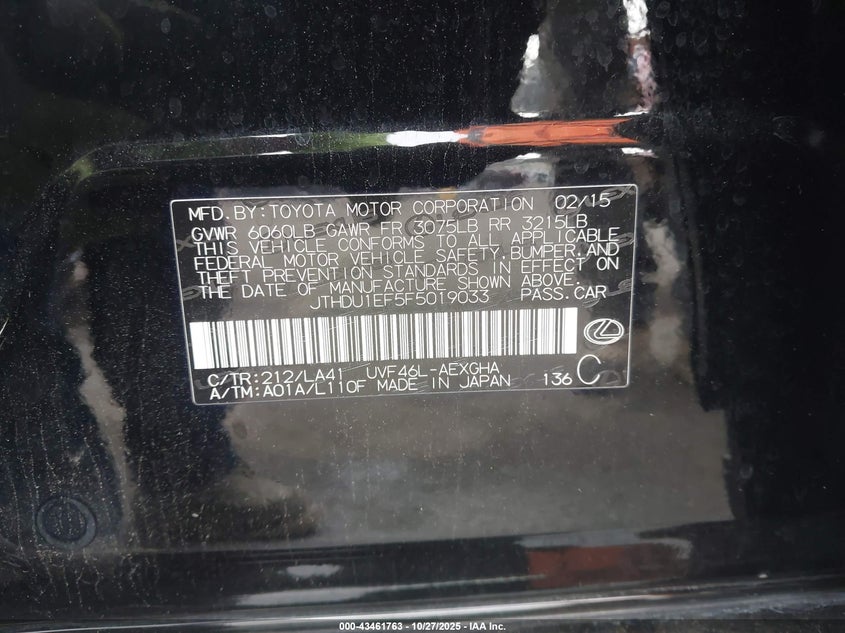 MFD.BY:TOYOTA MOTOR CORPORATION 02/15
GVWR 6060LB GAWR FR 3075LB RR 3215LB
THIS VEHICLE CONFORMS TO ALL APPLICABLE
FEDERAL MOTOR VEHICLE SAFETY,BUMPER,AND
THEFT PREVENTION STANDARDS IN EFFECT ON
THE DATE OF MANUFACTURE SHOWN ABOVE.
JTHDU1EF5F5019033 PASS.CAR
C/TR:212/LA41 UVF46L-AEXGHA
A/TM:A01A/L110F MADE IN JAPAN 136 C
000-43461763 - 10/27/2025 - IAA Inc.